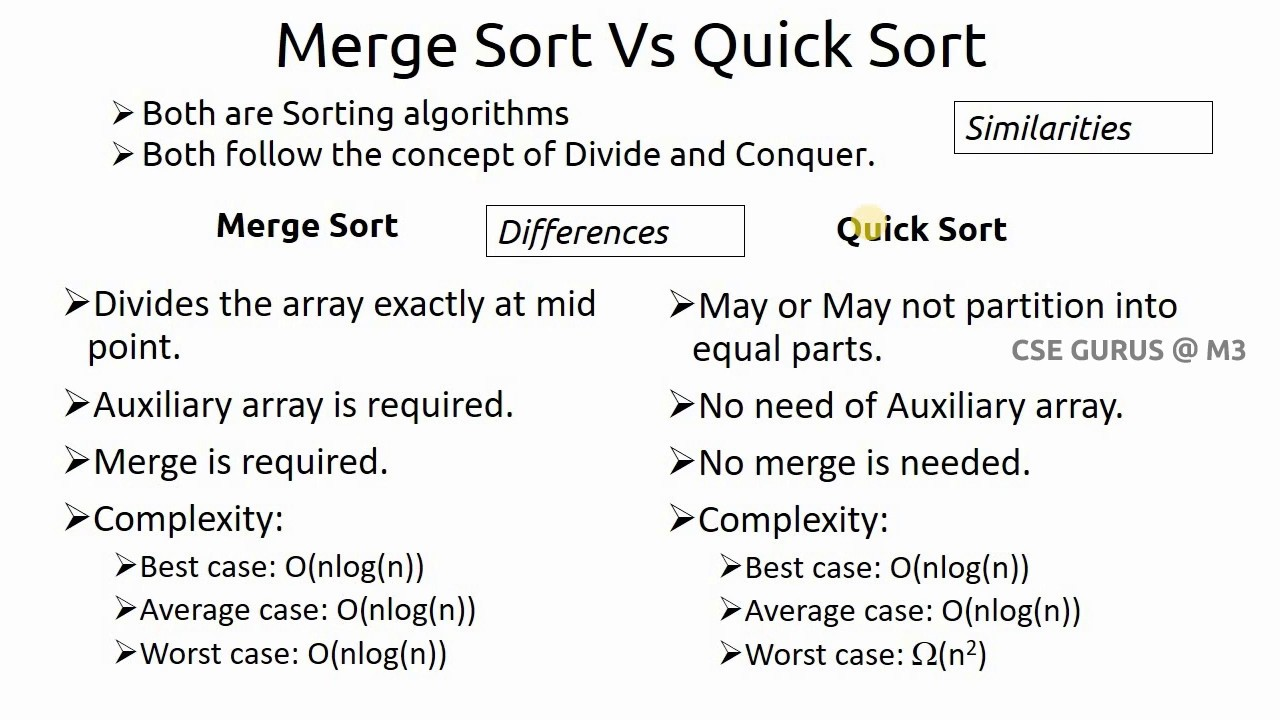 Merge Sort Vs Quick Sort
➢ Both are Sorting algorithms
➢ Both follow the concept of Divide and Conquer.
Similarities
Merge Sort
Differences
Quick Sort
➢Divides the array exactly at mid
point.
➢Auxiliary array is required.
➢Merge is required.
➢Complexity:
➢Best case: O(nlog(n))
➢Average case: O(nlog(n))
➢Worst case: O(nlog(n))
➢May or May not partition into
equal parts.
CSE GURUS @ M3
➢No need of Auxiliary array.
➢No merge is needed.
➢Complexity:
➢Best case: O(nlog(n))
➢Average case: O(nlog(n))
➢Worst case: Ω(n²)